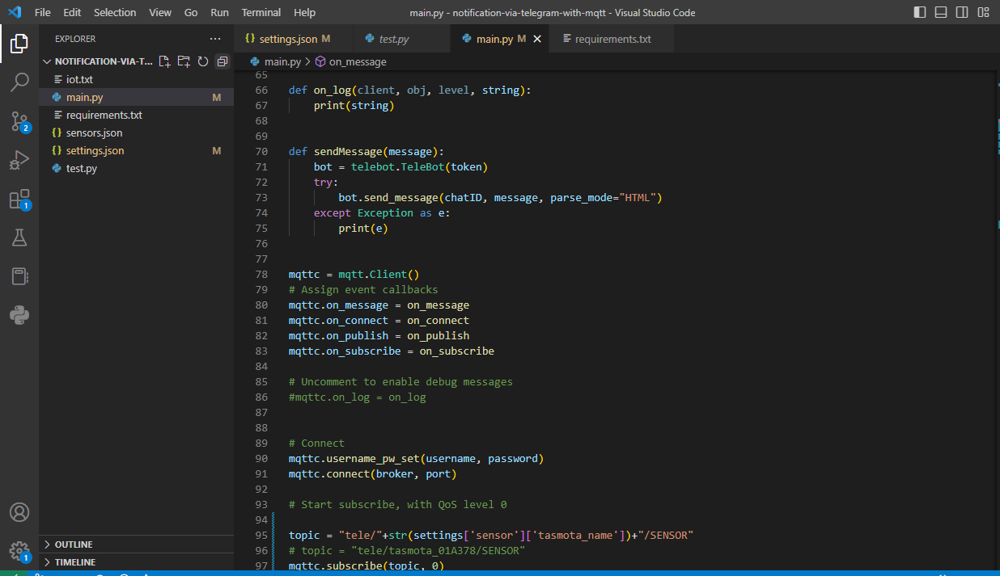 File Edit Selection View Go Run Terminal Help main.py - notification-via-telegram-with-mqtt - Visual Studio Code
EXPLORER ...
NOTIFICATION-VIA-T...
iot.txt
main.py M
requirements.txt
{} sensors.json
{} settings.json M
test.py
2
1
OUTLINE
1
TIMELINE
{} settings.json M test.py main.py M requirements.txt
main.py > on_message
65
66 def on_log(client, obj, level, string):
67 print(string)
68
69
70 def sendMessage(message):
71 bot = telebot.TeleBot(token)
72 try:
73 bot.send_message(chatID, message, parse_mode="HTML")
74 except Exception as e:
75 print(e)
76
77
78 mqttc = mqtt.Client()
79 # Assign event callbacks
80 mqttc.on_message = on_message
81 mqttc.on_connect = on_connect
82 mqttc.on_publish = on_publish
83 mqttc.on_subscribe = on_subscribe
84
85 # Uncomment to enable debug messages
86 #mqttc.on_log = on_log
87
88
89 # Connect
90 mqttc.username_pw_set(username, password)
91 mqttc.connect(broker, port)
92
93 # Start subscribe, with QoS level 0
94
95 topic = "tele/"+str(settings['sensor']['tasmota_name'])+"/SENSOR"
96 # topic = "tele/tasmota_01A378/SENSOR"
97 mqttc.subscribe(topic, 0)